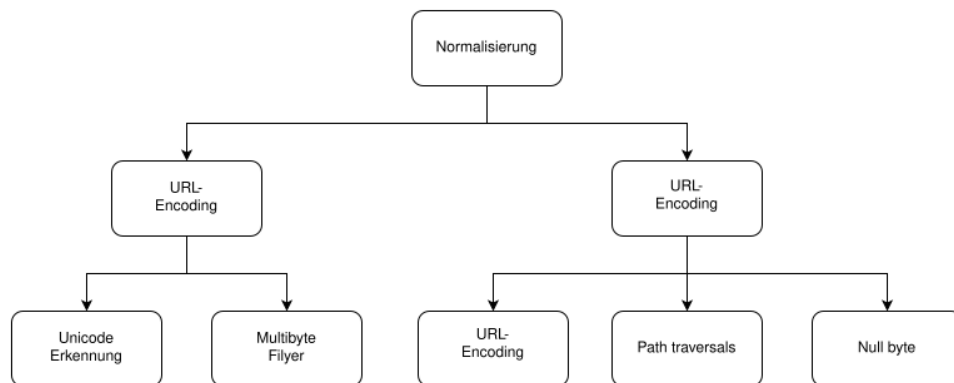 Normalisierung
URL-
Encoding
URL-
Encoding
Unicode
Erkennung
Multibyte
Filyer
URL-
Encoding
Path traversals
Null byte